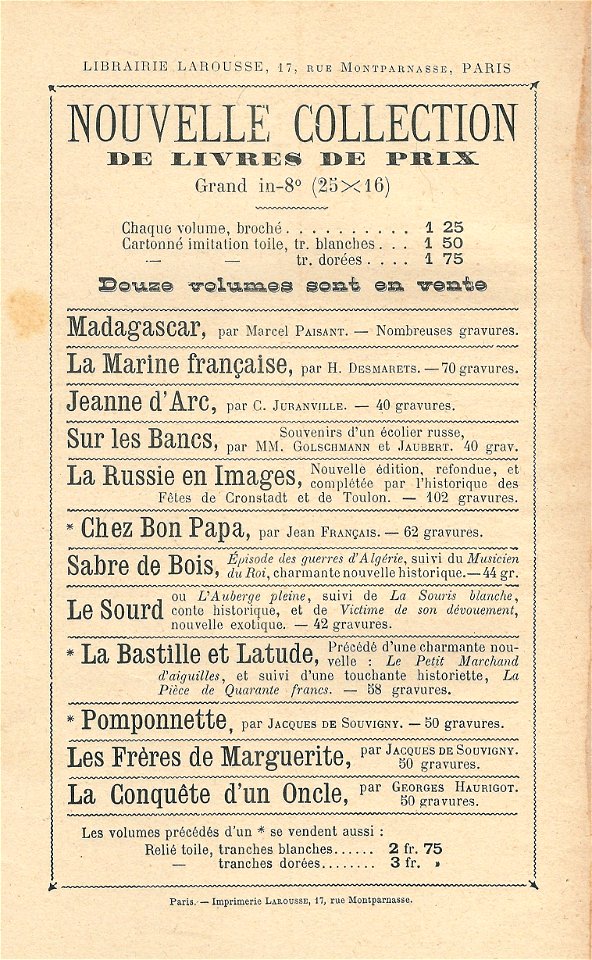 LIBRAIRIE LAROUSSE, 17, RUE MONTPARNASSE, PARIS
NOUVELLE COLLECTION
DE LIVRES DE PRIX
Grand in-8º (25×16)
Chaque volume, broché . . . . . . . . . . 1 25
Cartonné imitation toile, tr. blanches . . . 1 50
— — tr. dorées . . . . 1 75
Douze volumes sont en vente
Madagascar, par Marcel PAISANT. — Nombreuses gravures.
La Marine française, par H. DESMARETS. — 70 gravures.
Jeanne d'Arc, par C. JURANVILLE. — 40 gravures.
Sur les Bancs, Souvenirs d'un écolier russe,
par MM. GOLSCHMANN et JAUBERT. 40 grav.
La Russie en Images, Nouvelle édition, refondue, et
complétée par l'historique des
Fêtes de Cronstadt et de Toulon. — 102 gravures.
* Chez Bon Papa, par Jean FRANÇAIS. — 62 gravures.
Sabre de Bois, Épisode des guerres d'Algérie, suivi du Musicien
du Roi, charmante nouvelle historique. — 44 gr.
Le Sourd ou L'Auberge pleine, suivi de La Souris blanche,
conte historique, et de Victime de son dévouement,
nouvelle exotique. — 42 gravures.
* La Bastille et Latude, Précédé d'une charmante nou-
velle : Le Petit Marchand
d'aiguilles, et suivi d'une touchante historiette, La
Pièce de Quarante francs. — 58 gravures.
* Pomponnette, par JACQUES DE SOUVIGNY. — 50 gravures.
Les Frères de Marguerite, par JACQUES DE SOUVIGNY.
50 gravures.
La Conquête d'un Oncle, par GEORGES HAURIGOT.
50 gravures.
Les volumes précédés d'un * se vendent aussi :
Relié toile, tranches blanches...... 2 fr. 75
— tranches dorées........ 3 fr. »
Paris. — Imprimerie LAROUSSE, 17, rue Montparnasse.